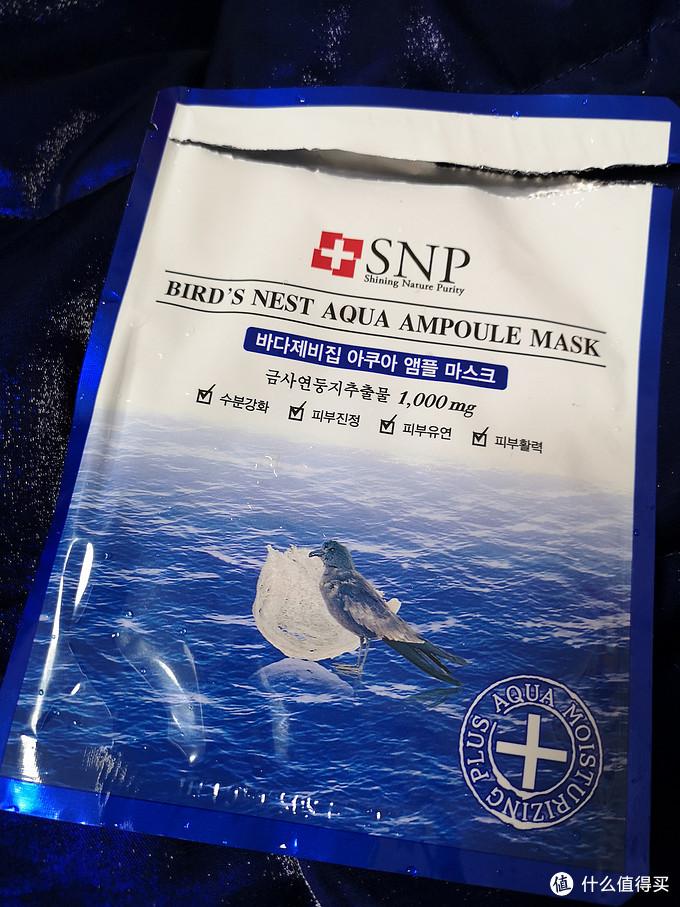 SNP
Shining Nature Purity
BIRD'S NEST AQUA AMPOULE MASK
바다제비집 아쿠아 앰플 마스크
금사연둥지추출물 1,000mg
수분강화 피부진정 피부유연 피부활력
PLUS AQUA MOISTURIZING
值 什么值得买